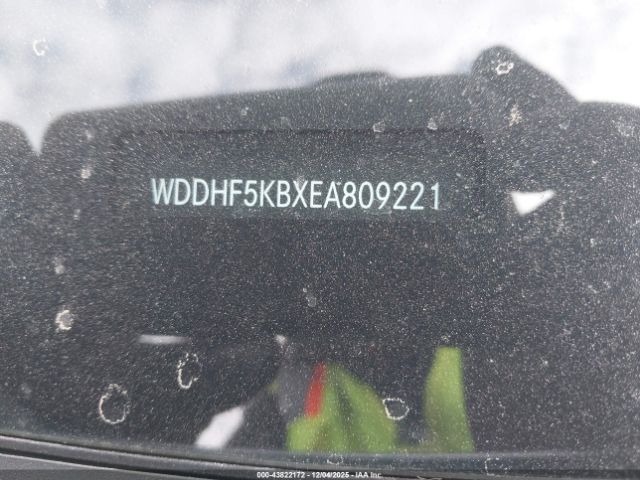 WDDHF5KBXEA809221
000-43822172 - 12/04/2025 - IAA Inc.